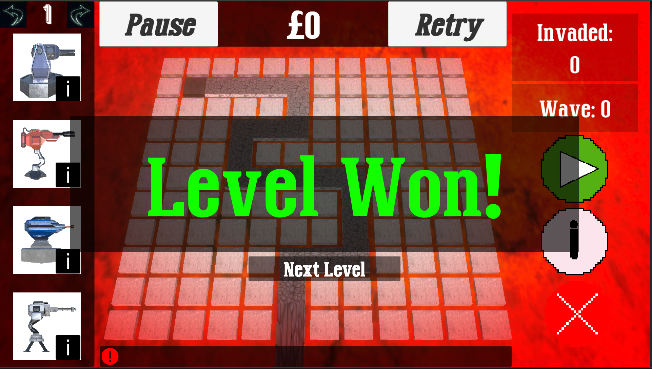 1
Pause
£0
Retry
Invaded:
0
Wave: 0
i
i
i
i
i
Level Won!
Next Level
!